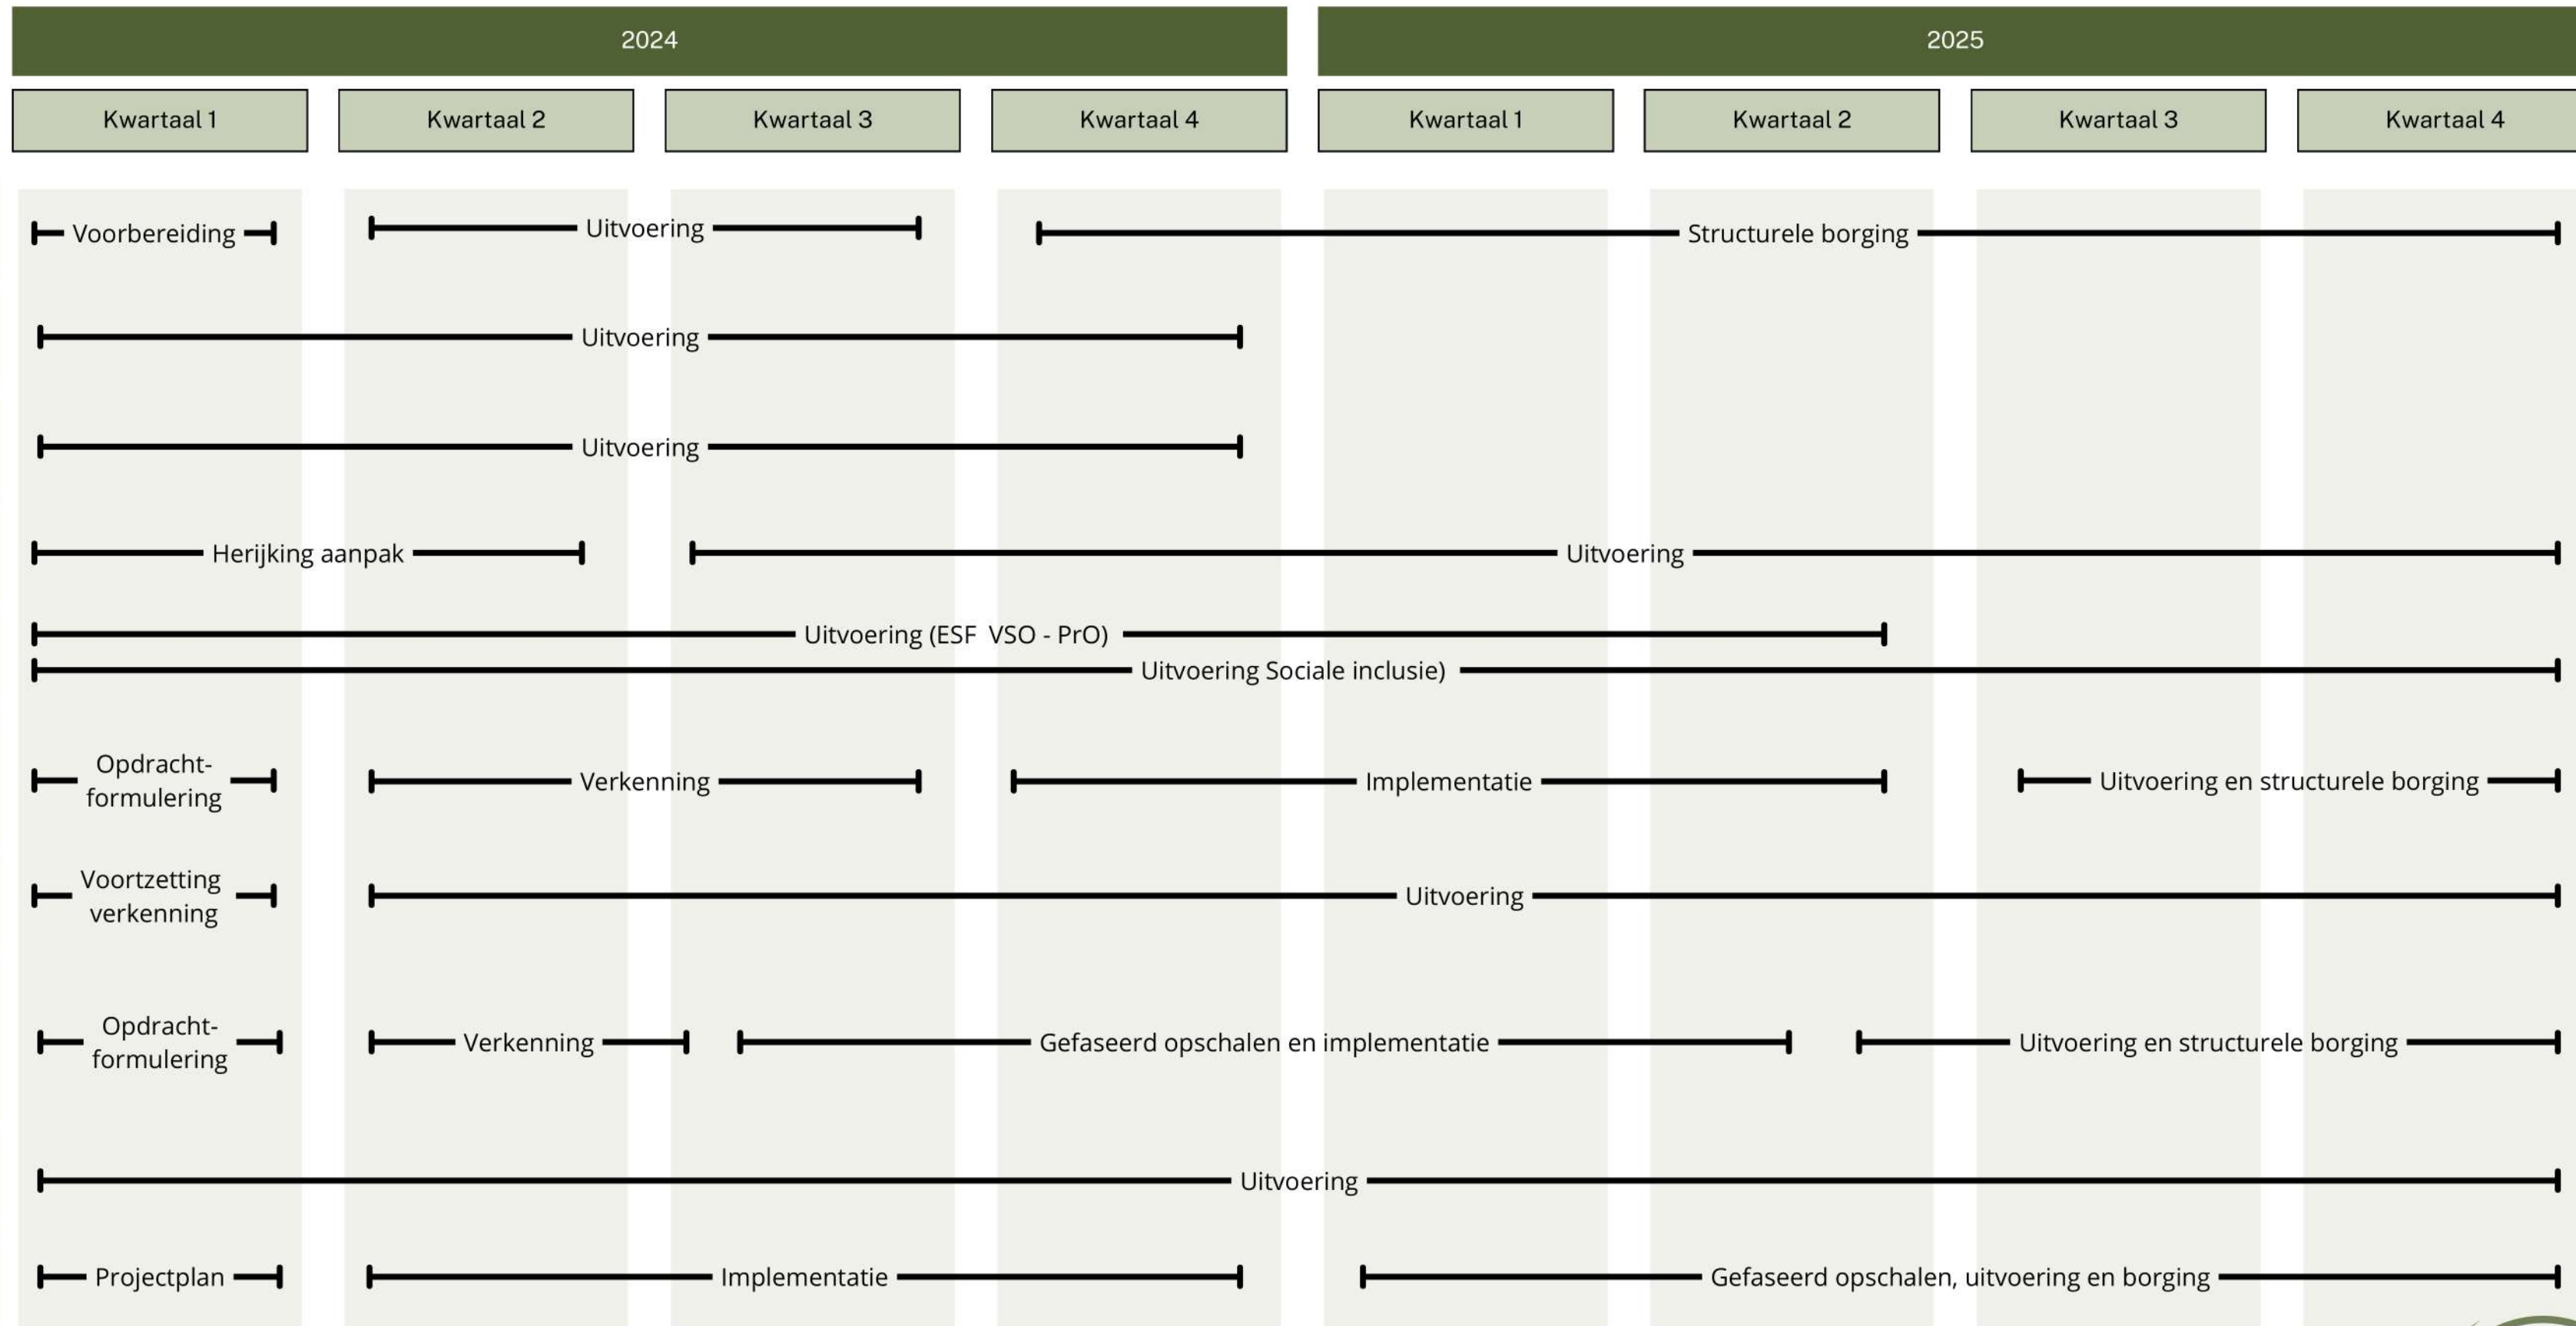 2024
2025
Kwartaal 1
Kwartaal 2
Kwartaal 3
Kwartaal 4
Kwartaal 1
Kwartaal 2
Kwartaal 3
Kwartaal 4
Voorbereiding
Uitvoering
Structurele borging
Uitvoering
Uitvoering
Herijking aanpak
Uitvoering
Uitvoering (ESF VSO - PrO)
Uitvoering Sociale inclusie)
Opdracht-
formulering
Verkenning
Implementatie
Uitvoering en structurele borging
Voortzetting
verkenning
Uitvoering
Opdracht-
formulering
Verkenning
Gefaseerd opschalen en implementatie
Uitvoering en structurele borging
Uitvoering
Projectplan
Implementatie
Gefaseerd opschalen, uitvoering en borging